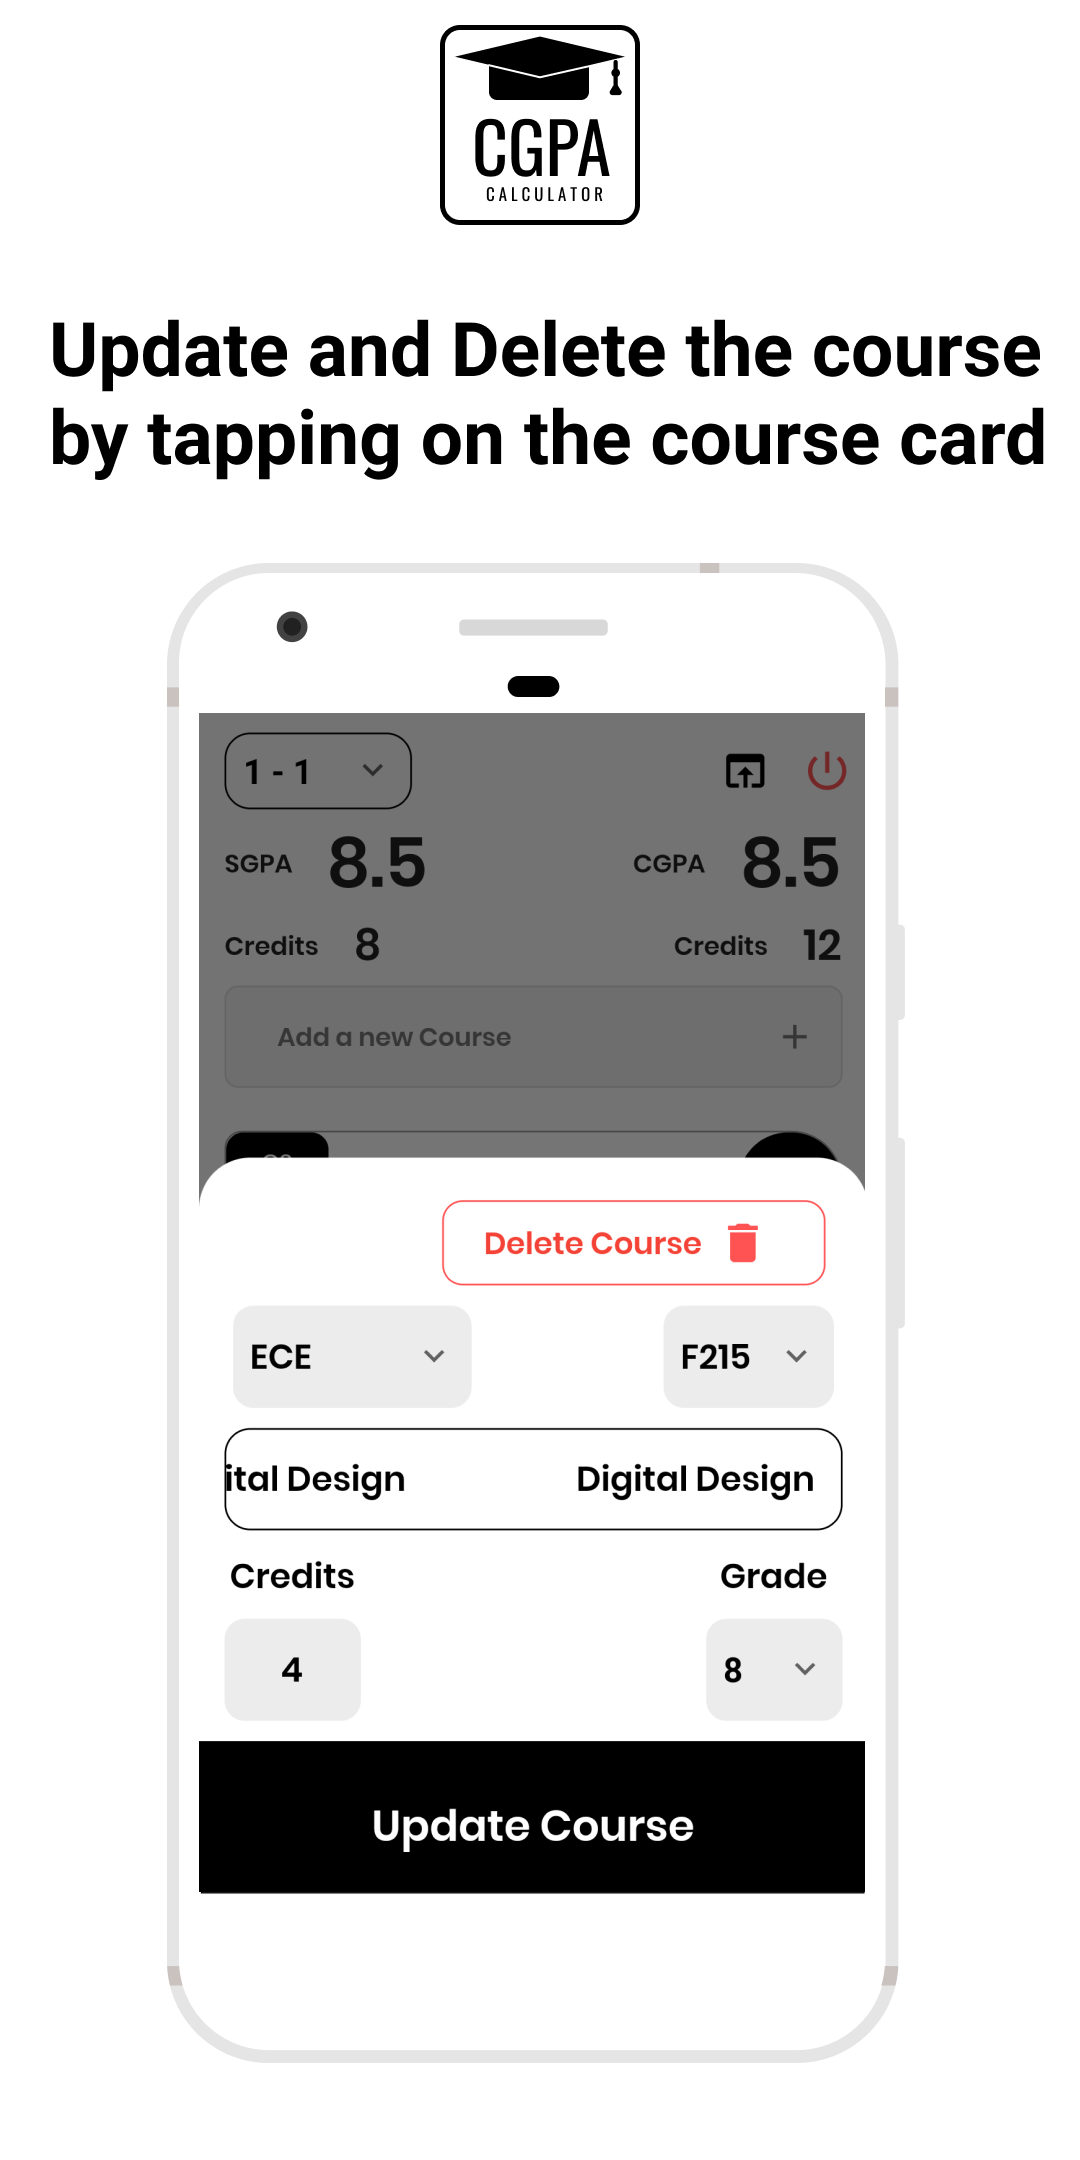 CGPA
CALCULATOR
Update and Delete the course
by tapping on the course card
1 - 1
SGPA 8.5 CGPA 8.5
Credits 8 Credits 12
Add a new Course
Delete Course
ECE F215
ital Design Digital Design
Credits Grade
4 8
Update Course